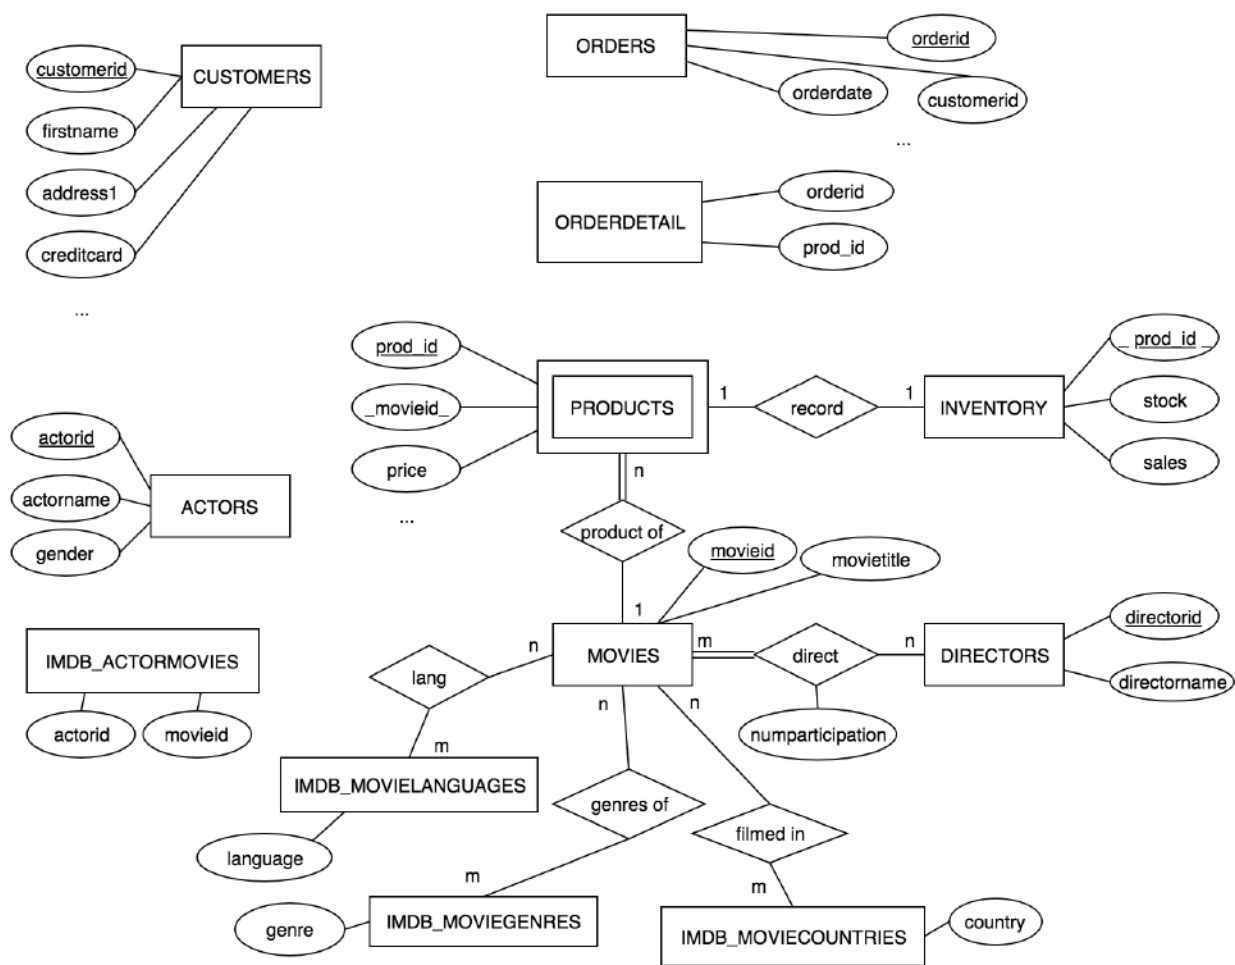 customerid
CUSTOMERS
firstname
address1
creditcard
...
ORDERS
orderid
orderdate
customerid
...
ORDERDETAIL
orderid
prod_id
prod_id
_movieid_
price
...
PRODUCTS
1
record
1
INVENTORY
_ prod_id _
stock
sales
n
product of
1
actorid
actorname
gender
ACTORS
movieid
movietitle
MOVIES
m
direct
n
DIRECTORS
directorid
directorname
numparticipation
IMDB_ACTORMOVIES
actorid
movieid
n
lang
m
IMDB_MOVIELANGUAGES
language
n
genres of
m
IMDB_MOVIEGENRES
genre
n
filmed in
m
IMDB_MOVIECOUNTRIES
country